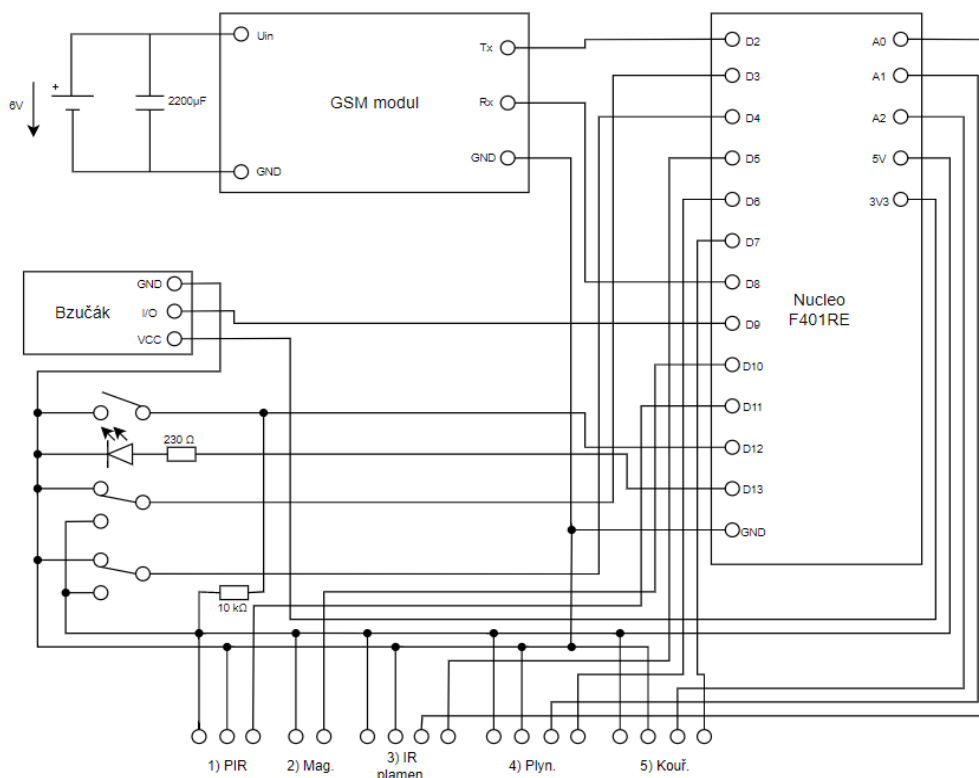 Uin
Tx
GSM modul
Rx
GND
GND
+
6V
2200µF
D2
A0
D3
A1
D4
A2
D5
5V
D6
3V3
D7
D8
Nucleo
F401RE
D9
D10
D11
D12
D13
GND
GND
Bzučák
I/O
VCC
230 Ω
10 kΩ
1) PIR
2) Mag.
3) IR
plamen
4) Plyn.
5) Kouř.